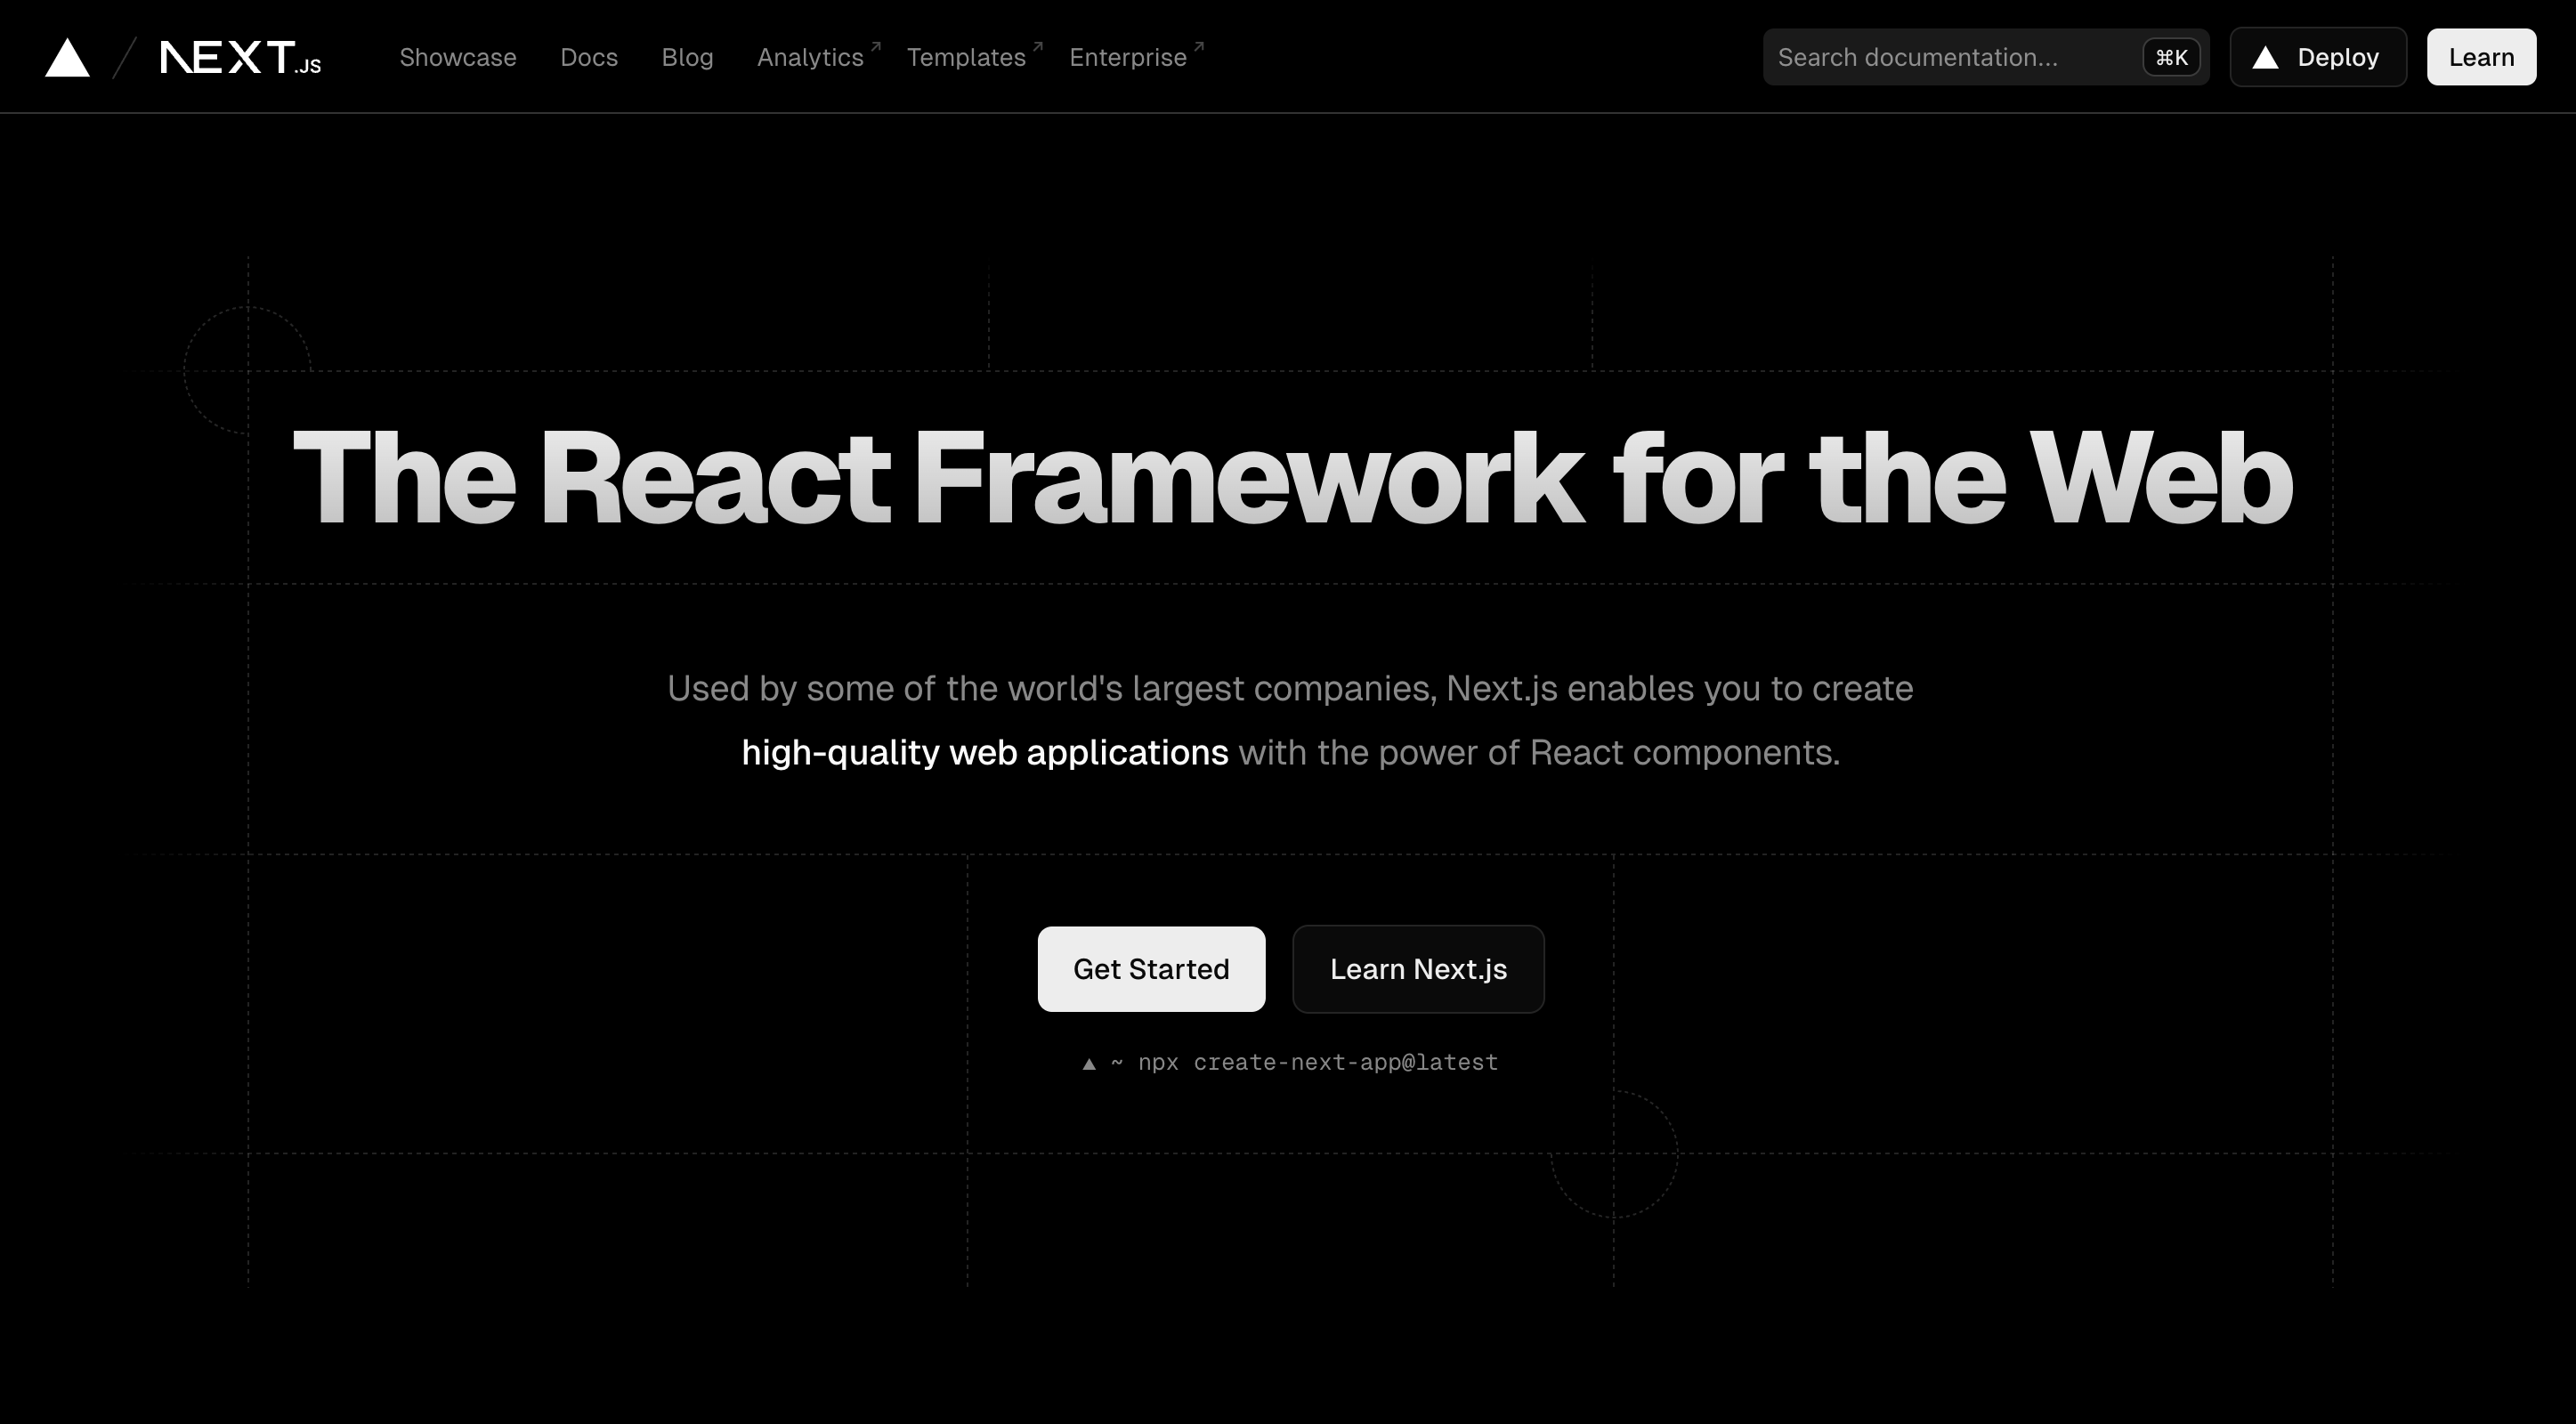 NEXT.JS
Showcase
Docs
Blog
Analytics
Templates
Enterprise
Search documentation...
⌘K
Deploy
Learn
The React Framework for the Web
Used by some of the world's largest companies, Next.js enables you to create
high-quality web applications with the power of React components.
Get Started
Learn Next.js
▲ ~ npx create-next-app@latest